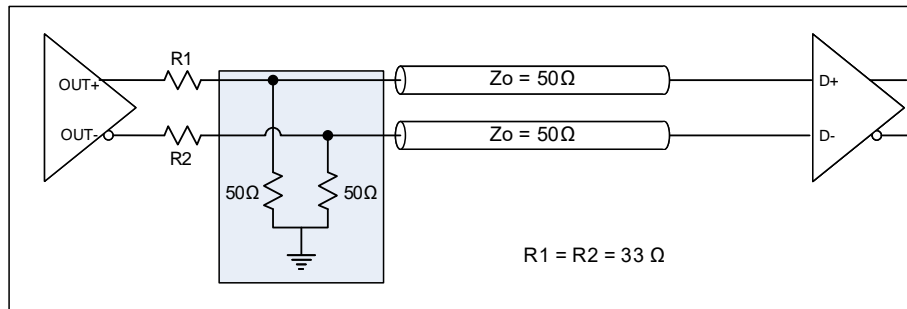 R1
OUT+
Zo = 50Ω
D+
OUT-
Zo = 50Ω
D-
R2
50Ω
50Ω
R1 = R2 = 33 Ω